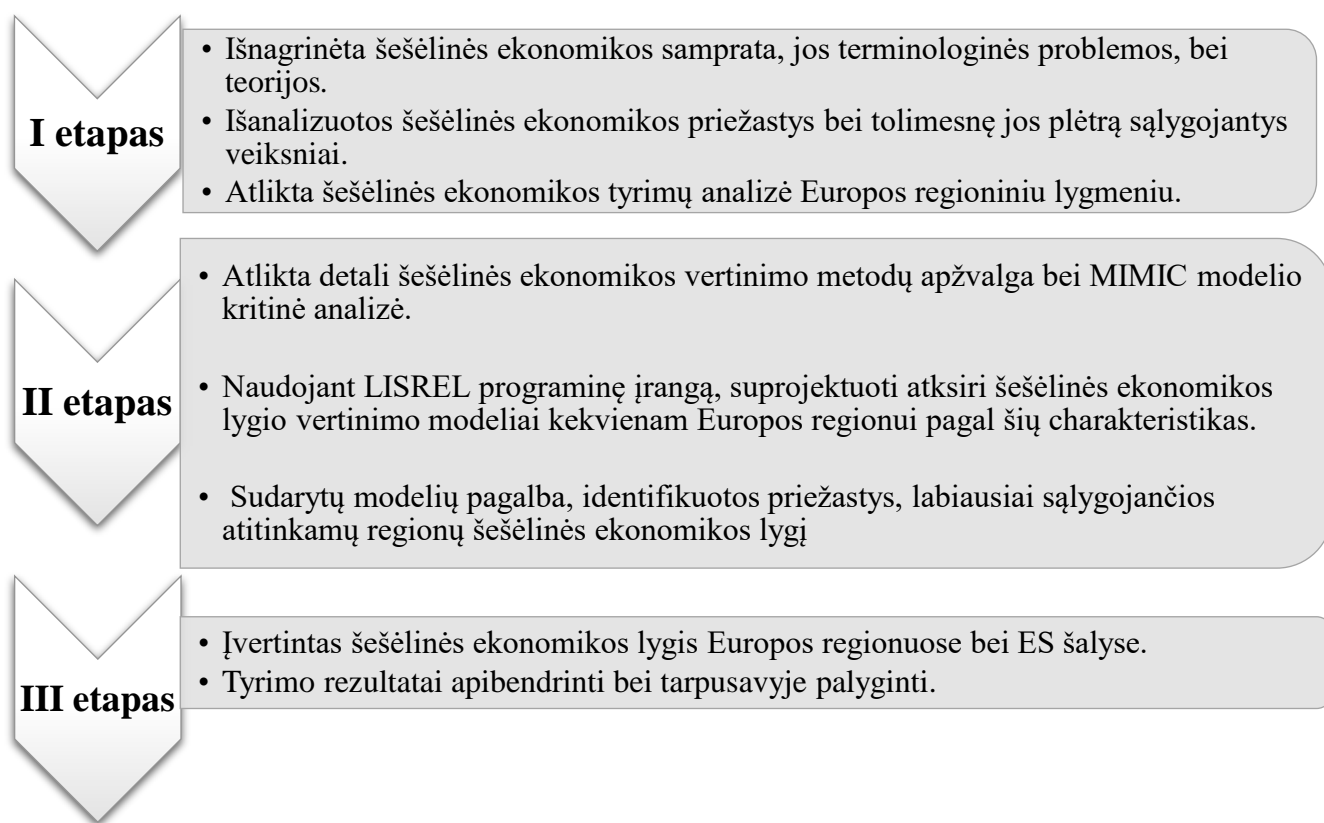 I etapas
• Išnagrinėta šešėlinės ekonomikos samprata, jos terminologinės problemos, bei
teorijos.
• Išanalizuotos šešėlinės ekonomikos priežastys bei tolimesnę jos plėtrą sąlygojantys
veiksniai.
• Atlikta šešėlinės ekonomikos tyrimų analizė Europos regioniniu lygmeniu.
II etapas
• Atlikta detali šešėlinės ekonomikos vertinimo metodų apžvalga bei MIMIC modelio
kritinė analizė.
• Naudojant LISREL programinę įrangą, suprojektuoti atksiri šešėlinės ekonomikos
lygio vertinimo modeliai kekvienam Europos regionui pagal šių charakteristikas.
• Sudarytų modelių pagalba, identifikuotos priežastys, labiausiai sąlygojančios
atitinkamų regionų šešėlinės ekonomikos lygį
III etapas
• Įvertintas šešėlinės ekonomikos lygis Europos regionuose bei ES šalyse.
• Tyrimo rezultatai apibendrinti bei tarpusavyje palyginti.